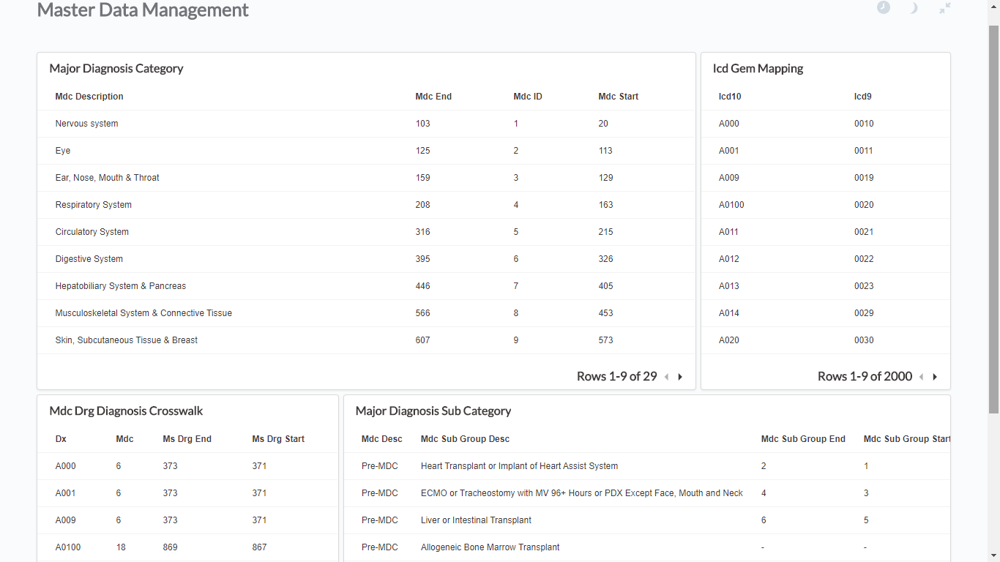 Master Data Management
Major Diagnosis Category
Mdc Description Mdc End Mdc ID Mdc Start
Nervous system 103 1 20
Eye 125 2 113
Ear, Nose, Mouth & Throat 159 3 129
Respiratory System 208 4 163
Circulatory System 316 5 215
Digestive System 395 6 326
Hepatobiliary System & Pancreas 446 7 405
Musculoskeletal System & Connective Tissue 566 8 453
Skin, Subcutaneous Tissue & Breast 607 9 573
Rows 1-9 of 29
Icd Gem Mapping
Icd10 Icd9
A000 0010
A001 0011
A009 0019
A0100 0020
A011 0021
A012 0022
A013 0023
A014 0029
A020 0030
Rows 1-9 of 2000
Mdc Drg Diagnosis Crosswalk
Dx Mdc Ms Drg End Ms Drg Start
A000 6 373 371
A001 6 373 371
A009 6 373 371
A0100 18 869 867
Major Diagnosis Sub Category
Mdc Desc Mdc Sub Group Desc Mdc Sub Group End Mdc Sub Group Start
Pre-MDC Heart Transplant or Implant of Heart Assist System 2 1
Pre-MDC ECMO or Tracheostomy with MV 96+ Hours or PDX Except Face, Mouth and Neck 4 3
Pre-MDC Liver or Intestinal Transplant 6 5
Pre-MDC Allogeneic Bone Marrow Transplant - -